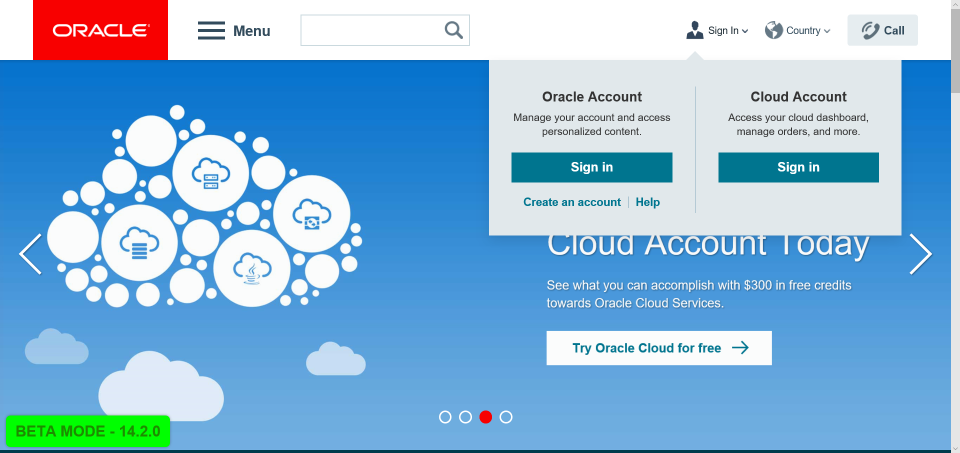 ORACLE
Menu
Sign In
Country
Call
Oracle Account
Manage your account and access
personalized content.
Sign in
Create an account | Help
Cloud Account
Access your cloud dashboard,
manage orders, and more.
Sign in
Cloud Account Today
See what you can accomplish with $300 in free credits
towards Oracle Cloud Services.
Try Oracle Cloud for free
BETA MODE - 14.2.0